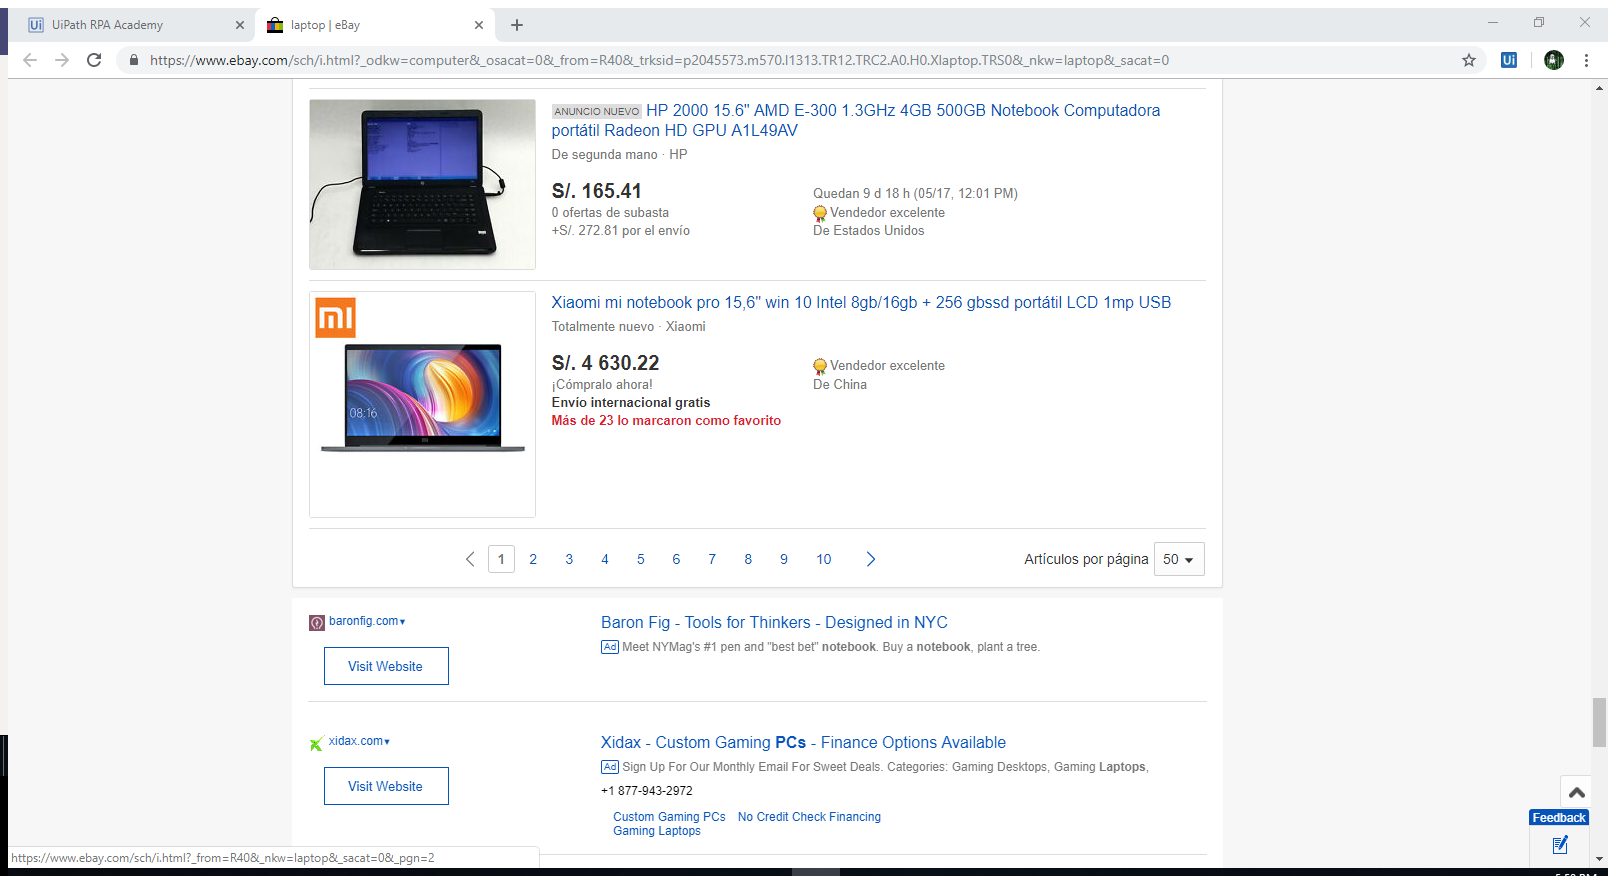 UiPath RPA Academy
laptop | eBay
https://www.ebay.com/sch/i.html?_odkw=computer&_osacat=0&_from=R40&_trksid=p2045573.m570.l1313.TR12.TRC2.A0.H0.Xlaptop.TRS0&_nkw=laptop&_sacat=0
ANUNCIO NUEVO HP 2000 15.6" AMD E-300 1.3GHz 4GB 500GB Notebook Computadora
portátil Radeon HD GPU A1L49AV
De segunda mano · HP
S/. 165.41
0 ofertas de subasta
+S/. 272.81 por el envío
Quedan 9 d 18 h (05/17, 12:01 PM)
Vendedor excelente
De Estados Unidos
mi
08:16
Xiaomi mi notebook pro 15,6" win 10 Intel 8gb/16gb + 256 gbssd portátil LCD 1mp USB
Totalmente nuevo · Xiaomi
S/. 4 630.22
¡Cómpralo ahora!
Envío internacional gratis
Más de 23 lo marcaron como favorito
Vendedor excelente
De China
1 2 3 4 5 6 7 8 9 10
Artículos por página 50
baronfig.com
Visit Website
Baron Fig - Tools for Thinkers - Designed in NYC
Ad Meet NYMag's #1 pen and "best bet" notebook. Buy a notebook, plant a tree.
xidax.com
Visit Website
Xidax - Custom Gaming PCs - Finance Options Available
Ad Sign Up For Our Monthly Email For Sweet Deals. Categories: Gaming Desktops, Gaming Laptops,
+1 877-943-2972
Custom Gaming PCs No Credit Check Financing
Gaming Laptops
Feedback
https://www.ebay.com/sch/i.html?_from=R40&_nkw=laptop&_sacat=0&_pgn=2